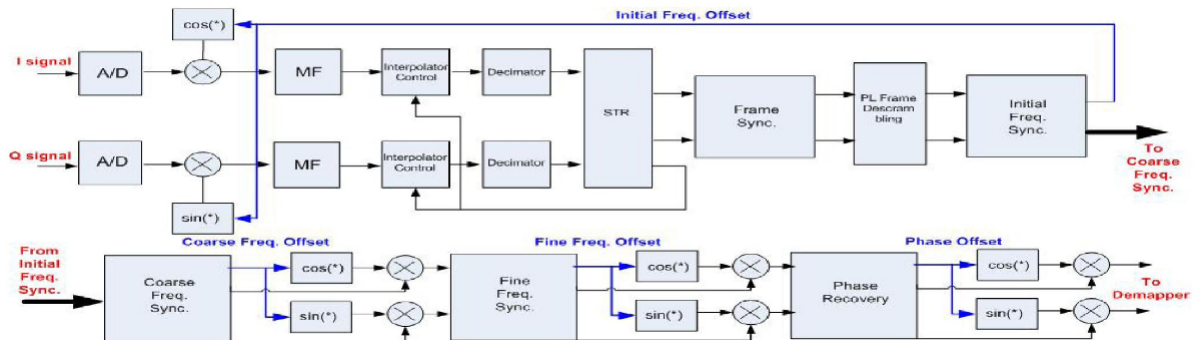 Initial Freq. Offset
cos(*)
I signal
A/D
MF
Interpolator
Control
Decimator
STR
Frame
Sync.
PL Frame
Descram
bling
Initial
Freq.
Sync.
Q signal
A/D
MF
Interpolator
Control
Decimator
sin(*)
To
Coarse
Freq.
Sync.
From
Initial
Freq.
Sync.
Coarse Freq. Offset
Fine Freq. Offset
Phase Offset
Coarse
Freq.
Sync.
cos(*)
sin(*)
Fine
Freq.
Sync.
cos(*)
sin(*)
Phase
Recovery
cos(*)
sin(*)
To
Demapper